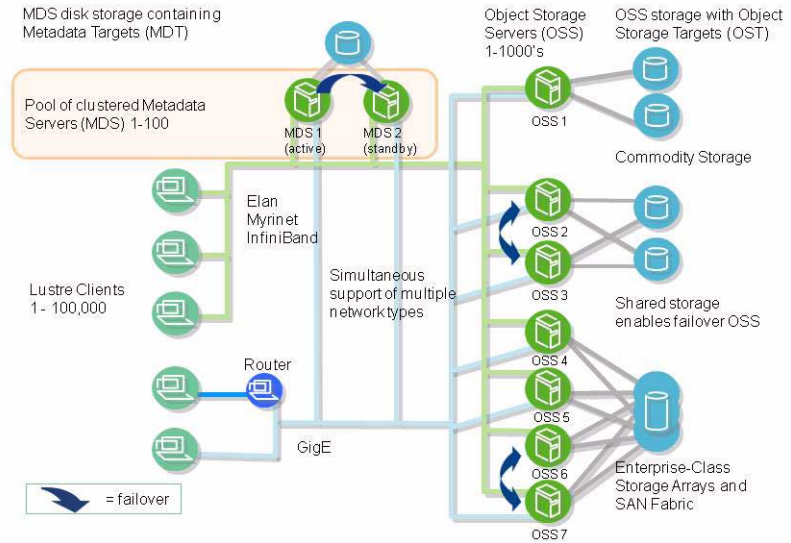 MDS disk storage containing
Metadata Targets (MDT)
Object Storage
Servers (OSS)
1-1000's
OSS storage with Object
Storage Targets (OST)
Pool of clustered Metadata
Servers (MDS) 1-100
MDS 1
(active)
MDS 2
(standby)
OSS 1
Commodity Storage
Elan
Myrinet
InfiniBand
OSS 2
Lustre Clients
1 - 100,000
Simultaneous
support of multiple
network types
OSS 3
Shared storage
enables failover OSS
OSS 4
Router
OSS 5
GigE
OSS 6
Enterprise-Class
Storage Arrays and
SAN Fabric
= failover
OSS 7